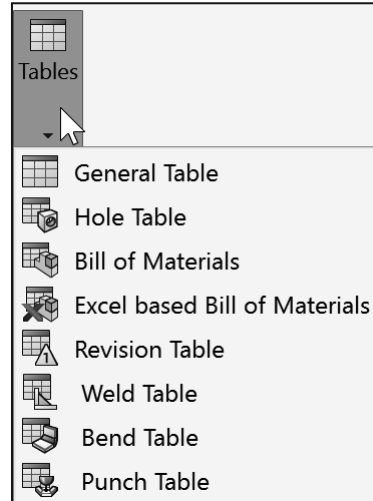 Tables
General Table
Hole Table
Bill of Materials
Excel based Bill of Materials
Revision Table
Weld Table
Bend Table
Punch Table